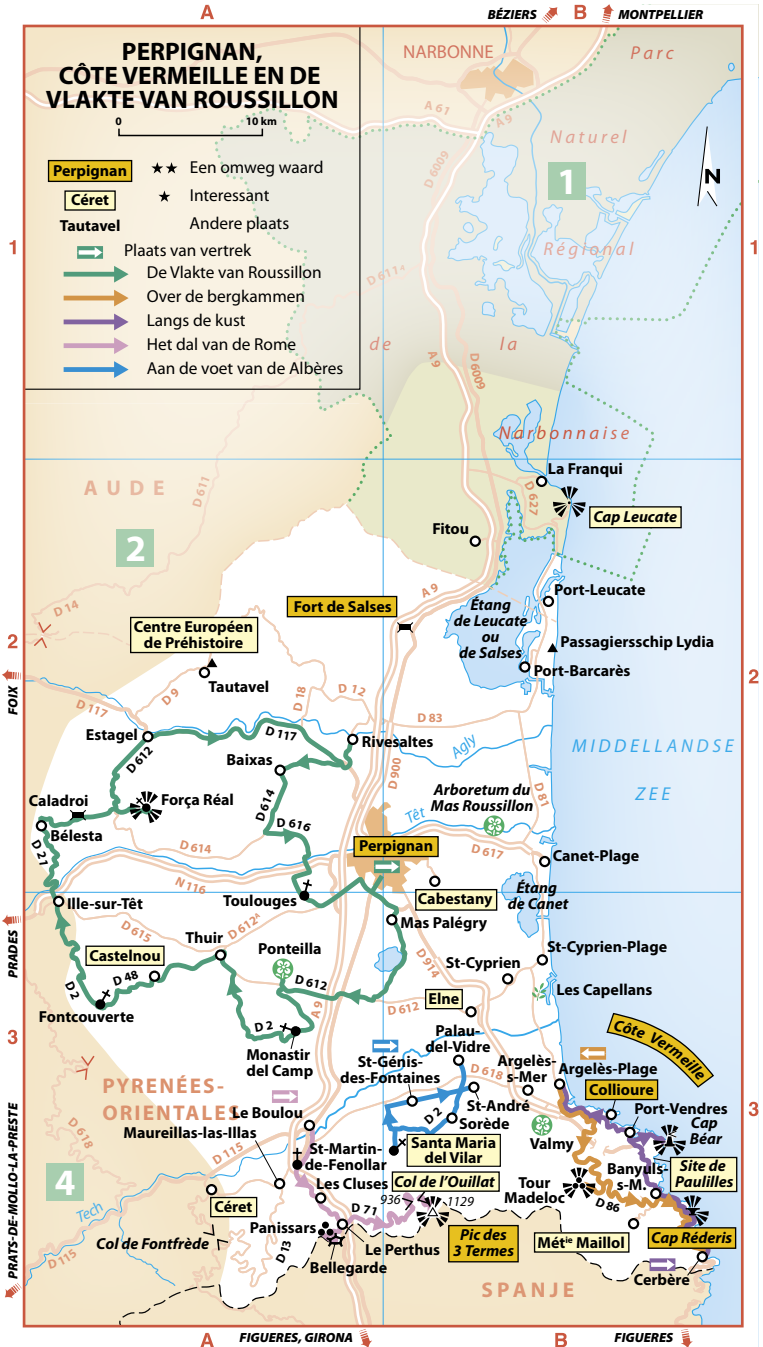 A
BÉZIERS
B
MONTPELLIER
PERPIGNAN,
CÔTE VERMEILLE EN DE
VLAKTE VAN ROUSSILLON
0
10 km
Perpignan
★★ Een omweg waard
Céret
★ Interessant
Tautavel
Andere plaats
Plaats van vertrek
De Vlakte van Roussillon
Over de bergkammen
Langs de kust
Het dal van de Rome
Aan de voet van de Albères
NARBONNE
Parc
A 61
A 9
D 6009
Naturel
N
1
1
1
Régional
D 611⁴
de
la
A 9
D 6009
Narbonnaise
AUDE
D 611
La Franqui
D 627
Cap Leucate
2
Fitou
D 14
A 9
Port-Leucate
Fort de Salses
Étang
de Leucate
ou
de Salses
Centre Européen
de Préhistoire
2
Passagiersschip Lydia
2
Port-Barcarès
FOIX
Tautavel
D 9
D 12
D 18
D 117
D 83
Estagel
D 117
Rivesaltes
Agly
MIDDELLANDSE
ZEE
D 612
Baixas
D 900
Caladroi
Força Réal
D 614
Arboretum du
Mas Roussillon
D 81
Bélesta
D 616
Têt
D 21
D 614
Perpignan
D 617
Canet-Plage
N 116
Toulouges
Cabestany
Étang
de Canet
Ille-sur-Têt
D 612ᴬ
Mas Palégry
PRADES
D 615
Thuir
Ponteilla
D 914
St-Cyprien-Plage
Castelnou
St-Cyprien
D 48
D 612
Les Capellans
D 2
Elne
Fontcouverte
A 9
D 612
D 2
3
Monastir
del Camp
Palau-
del-Vidre
Côte Vermeille
St-Génis-
des-Fontaines
D 618
Argelès-
s-Mer
Argelès-Plage
PYRENÉES-
ORIENTALES
Collioure
3
Le Boulou
D 2
St-André
Port-Vendres
Maureillas-las-Illas
Sorède
Cap
Béar
D 618
D 115
St-Martin-
de-Fenollar
Santa Maria
del Vilar
Valmy
4
Les Cluses
Col de l'Ouillat
Tour
Madeloc
Banyuls-
s-M.
Site de
Paulilles
PRATS-DE-MOLLO-LA-PRESTE
Tech
Céret
936
1129
D 71
D 86
Col de Fontfrède
Panissars
Pic des
3 Termes
Mét^ie Maillol
Cap Réderis
D 115
D 13
Le Perthus
Bellegarde
Cerbère
SPANJE
A
FIGUERES, GIRONA
B
FIGUERES